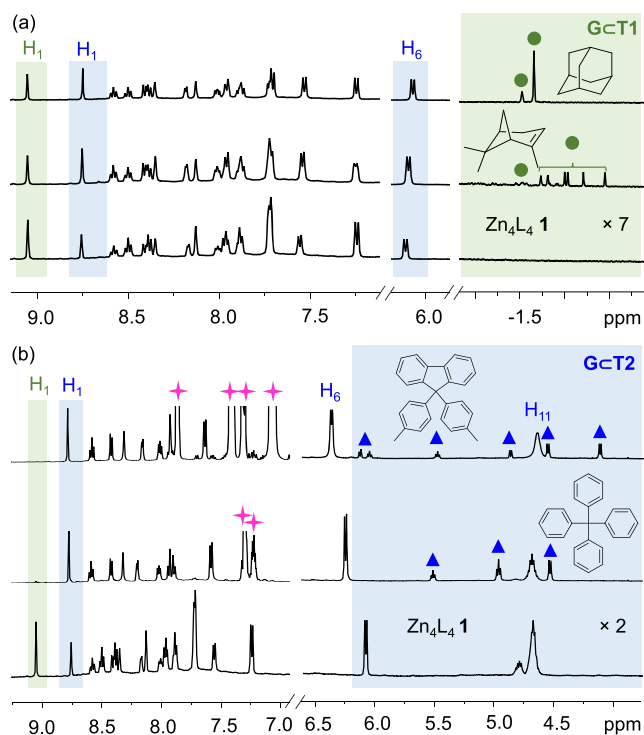 (a)
H₁ H₁ H₆ G⊂T1
Zn₄L₄ 1 × 7
9.0 8.5 8.0 7.5 6.0 -1.5 ppm
(b)
H₁ H₁ H₆ G⊂T2
H₁₁
Zn₄L₄ 1 × 2
9.0 8.5 8.0 7.5 7.0 6.5 6.0 5.5 5.0 4.5 ppm